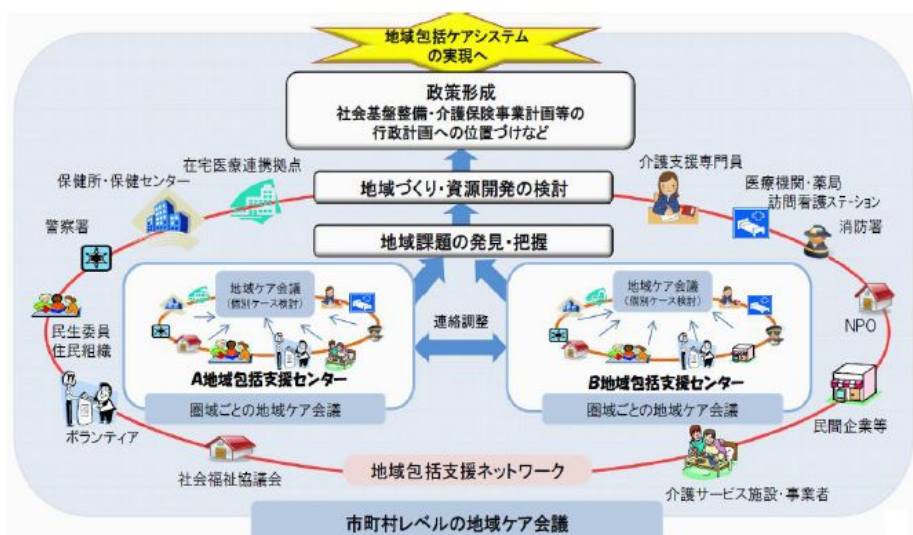 地域包括ケアシステム
の実現へ
政策形成
社会基盤整備・介護保険事業計画等の
行政計画への位置づけなど
在宅医療連携拠点
保健所・保健センター
介護支援専門員
医療機関・薬局
訪問看護ステーション
地域づくり・資源開発の検討
警察署
消防署
地域課題の発見・把握
地域ケア会議
(個別ケース検討)
地域ケア会議
(個別ケース検討)
連絡調整
民生委員
住民組織
NPO
A地域包括支援センター
B地域包括支援センター
圏域ごとの地域ケア会議
圏域ごとの地域ケア会議
ボランティア
民間企業等
社会福祉協議会
地域包括支援ネットワーク
介護サービス施設・事業者
市町村レベルの地域ケア会議